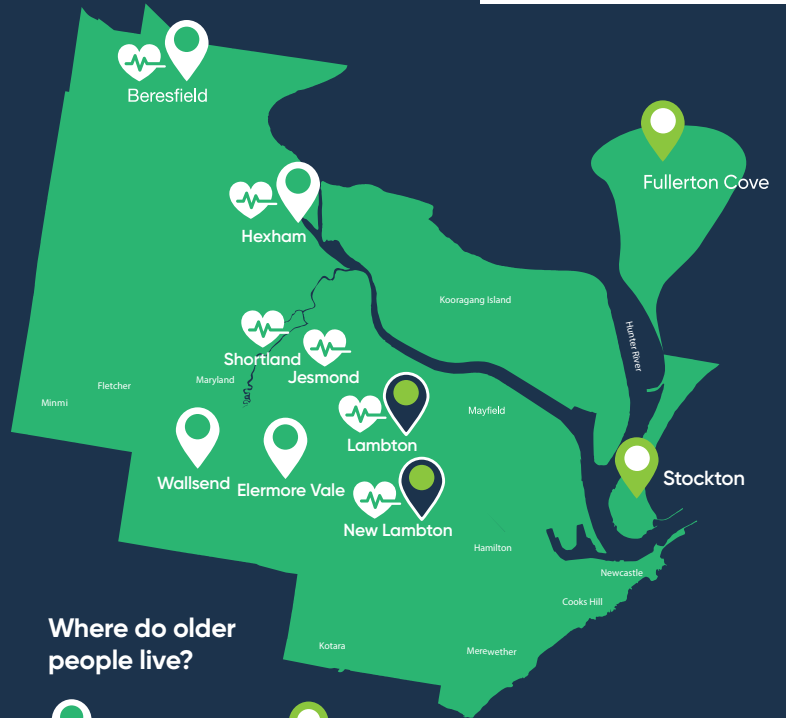 Beresfield
Fullerton Cove
Hexham
Kooragang Island
Hunter River
Shortland
Jesmond
Maryland
Fletcher
Minmi
Mayfield
Lambton
Wallsend
Elermore Vale
Stockton
New Lambton
Hamilton
Newcastle
Cooks Hill
Kotara
Merewether
Where do older
people live?